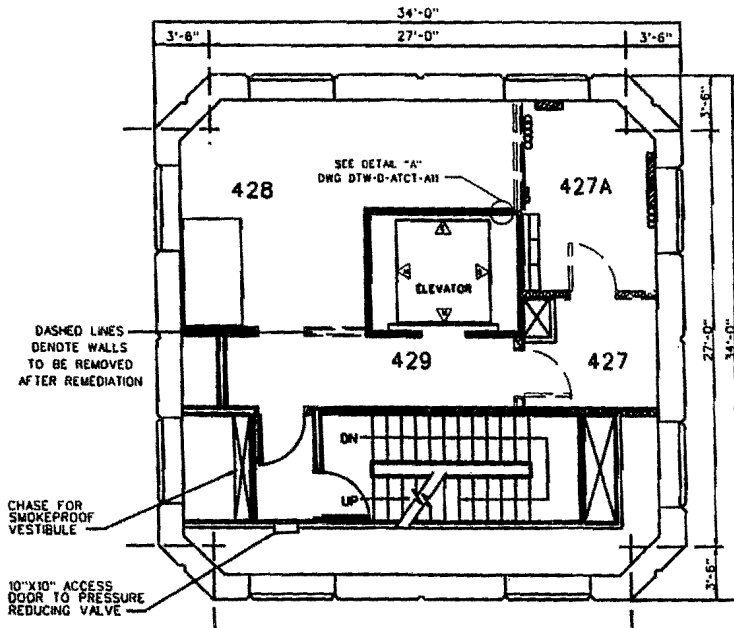 34'-0"
3'-6"
27'-0"
3'-6"
3'-6"
SEE DETAIL "A"
DWG DTW-D-ATCT-A11
428
427A
ELEVATOR
DASHED LINES
DENOTE WALLS
TO BE REMOVED
AFTER REMEDIATION
429
427
27'-0"
34'-0"
DN
UP
CHASE FOR
SMOKEPROOF
VESTIBULE
10"X10" ACCESS
DOOR TO PRESSURE
REDUCING VALVE
3'-6"